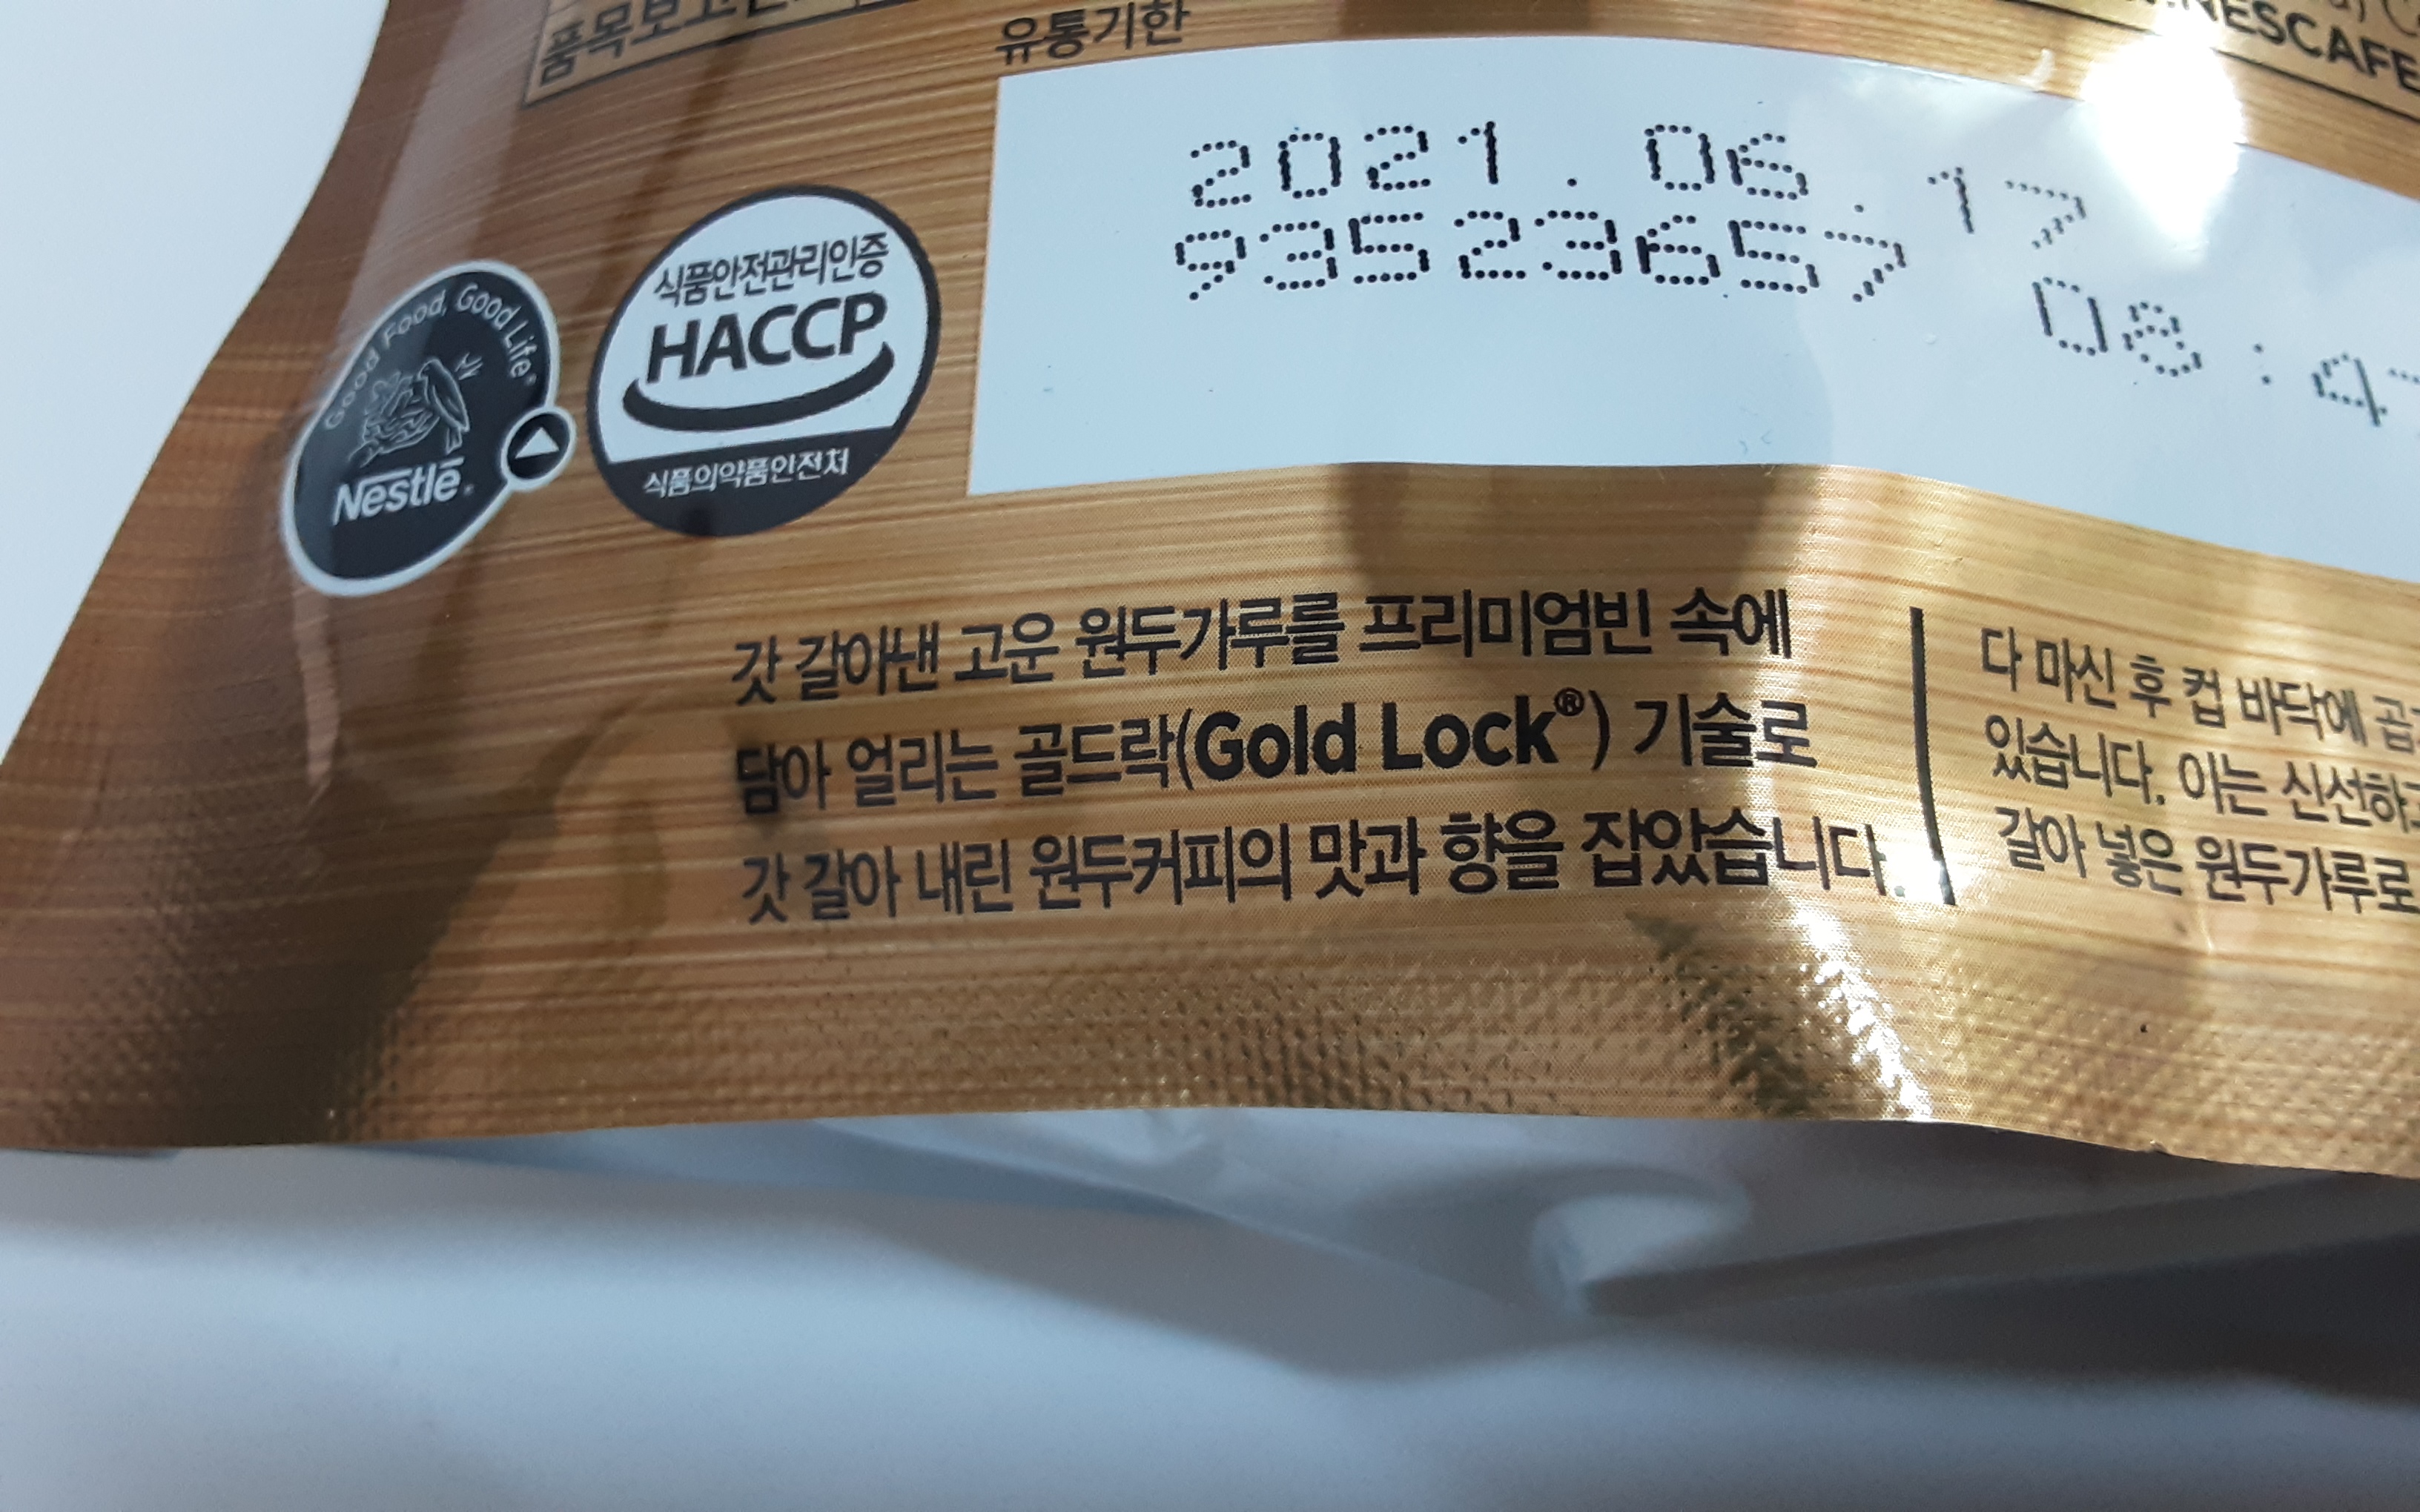 유통기한
NESCAFE
2021.06.17
93523657
08:4
식품안전관리인증
HACCP
식품의약품안전처
Good Food, Good Life®
Nestlē®
갓 갈아낸 고운 원두가루를 프리미엄빈 속에
담아 얼리는 골드락(Gold Lock®) 기술로
갓 갈아 내린 원두커피의 맛과 향을 잡았습니다.
다 마신 후 컵 바닥에
있습니다. 이는
갈아 넣은 원두가루로